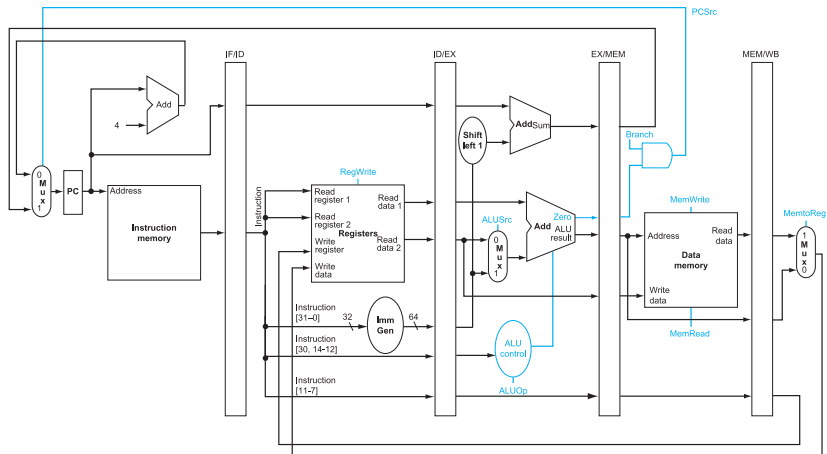 PCSrc
IF/ID
ID/EX
EX/MEM
MEM/WB
Add
4
Shift
left 1
AddSum
Branch
0
M
u
x
1
PC
Address
Instruction
memory
RegWrite
Instruction
Read
register 1
Read
register 2
Write
register
Write
data
Registers
Read
data 1
Read
data 2
ALUSrc
0
M
u
x
1
Add
Zero
ALU
result
MemWrite
Address
Write
data
Read
data
Data
memory
MemRead
MemtoReg
1
M
u
x
0
Instruction
[31–0]
32
Imm
Gen
64
Instruction
[30, 14-12]
ALU
control
ALUOp
Instruction
[11-7]